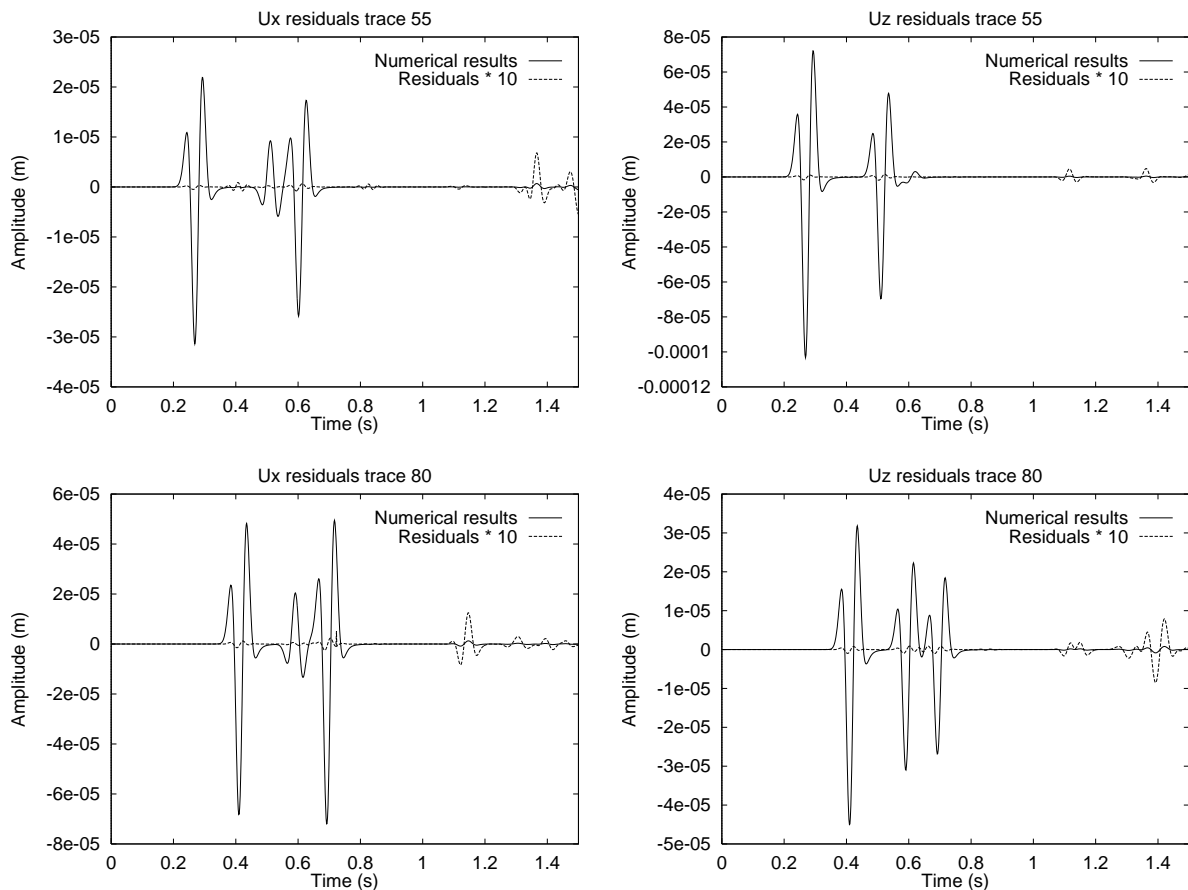 Ux residuals trace 55
3e-05
2e-05
1e-05
0
-1e-05
-2e-05
-3e-05
-4e-05
Amplitude (m)
Numerical results
Residuals * 10
0 0.2 0.4 0.6 0.8 1 1.2 1.4
Time (s)
Uz residuals trace 55
8e-05
6e-05
4e-05
2e-05
0
-2e-05
-4e-05
-6e-05
-8e-05
-0.0001
-0.00012
Amplitude (m)
Numerical results
Residuals * 10
0 0.2 0.4 0.6 0.8 1 1.2 1.4
Time (s)
Ux residuals trace 80
6e-05
4e-05
2e-05
0
-2e-05
-4e-05
-6e-05
-8e-05
Amplitude (m)
Numerical results
Residuals * 10
0 0.2 0.4 0.6 0.8 1 1.2 1.4
Time (s)
Uz residuals trace 80
4e-05
3e-05
2e-05
1e-05
0
-1e-05
-2e-05
-3e-05
-4e-05
-5e-05
Amplitude (m)
Numerical results
Residuals * 10
0 0.2 0.4 0.6 0.8 1 1.2 1.4
Time (s)